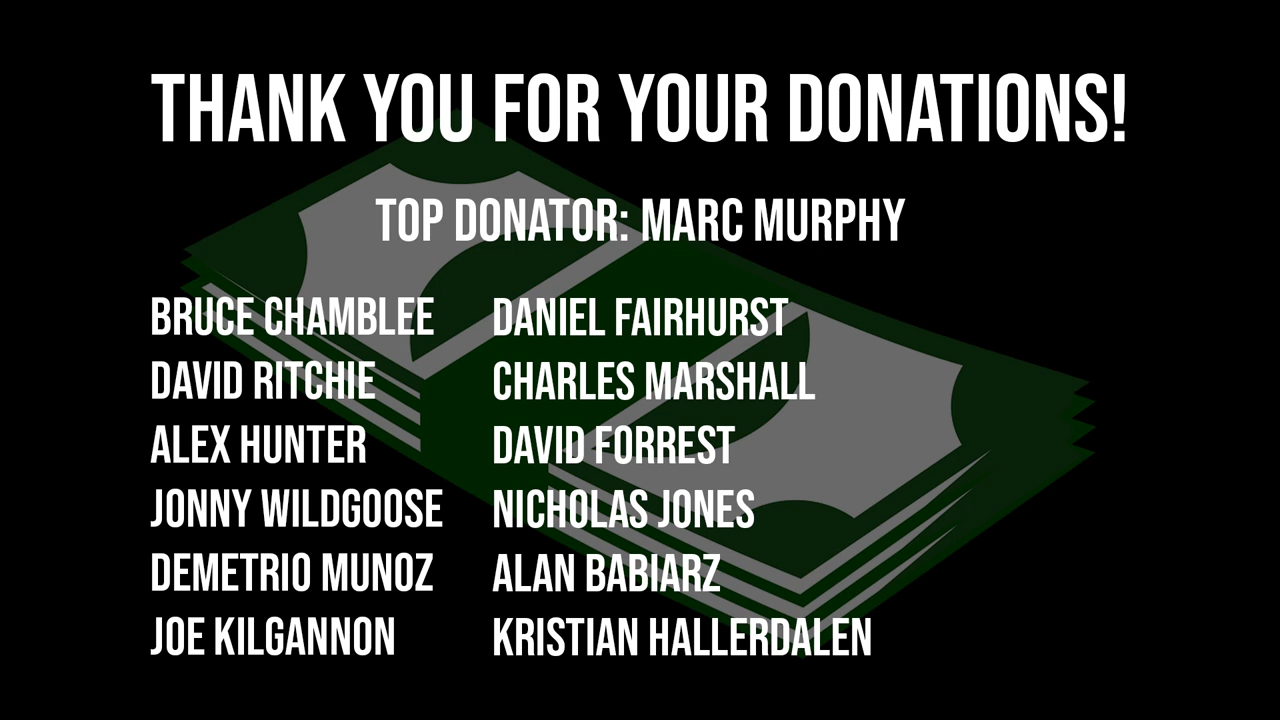 THANK YOU FOR YOUR DONATIONS!
TOP DONATOR: MARC MURPHY
BRUCE CHAMBLEE
DAVID RITCHIE
ALEX HUNTER
JONNY WILDGOOSE
DEMETRIO MUNOZ
JOE KILGANNON
DANIEL FAIRHURST
CHARLES MARSHALL
DAVID FORREST
NICHOLAS JONES
ALAN BABIARZ
KRISTIAN HALLERDALEN